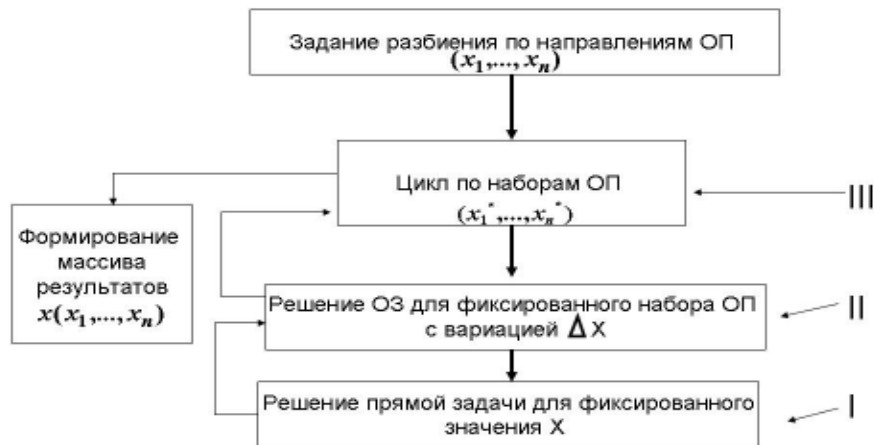 Задание разбиения по направлениям ОП
(x₁,..., xₙ)
Цикл по наборам ОП
(x₁*,...,xₙ*)
III
Формирование
массива
результатов
x(x₁,..., xₙ)
Решение ОЗ для фиксированного набора ОП
с вариацией Δ X
II
Решение прямой задачи для фиксированного
значения X
I